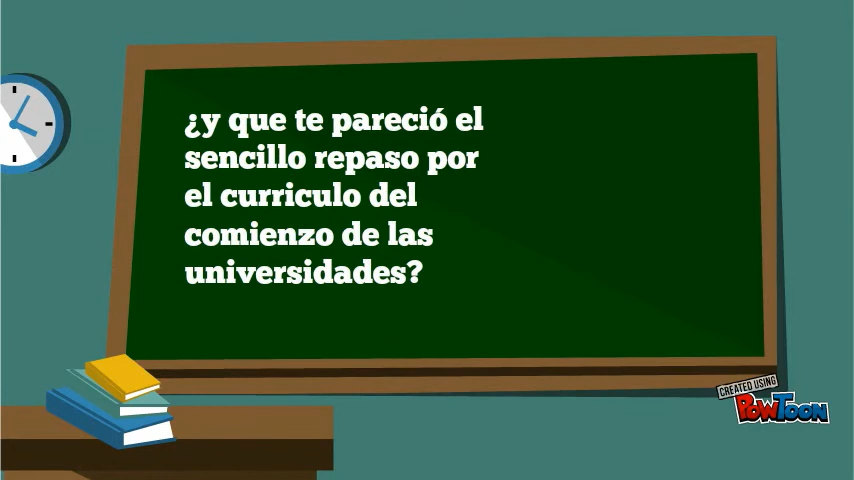 ¿y que te pareció el
sencillo repaso por
el curriculo del
comienzo de las
universidades?
CREATED USING
PowToon